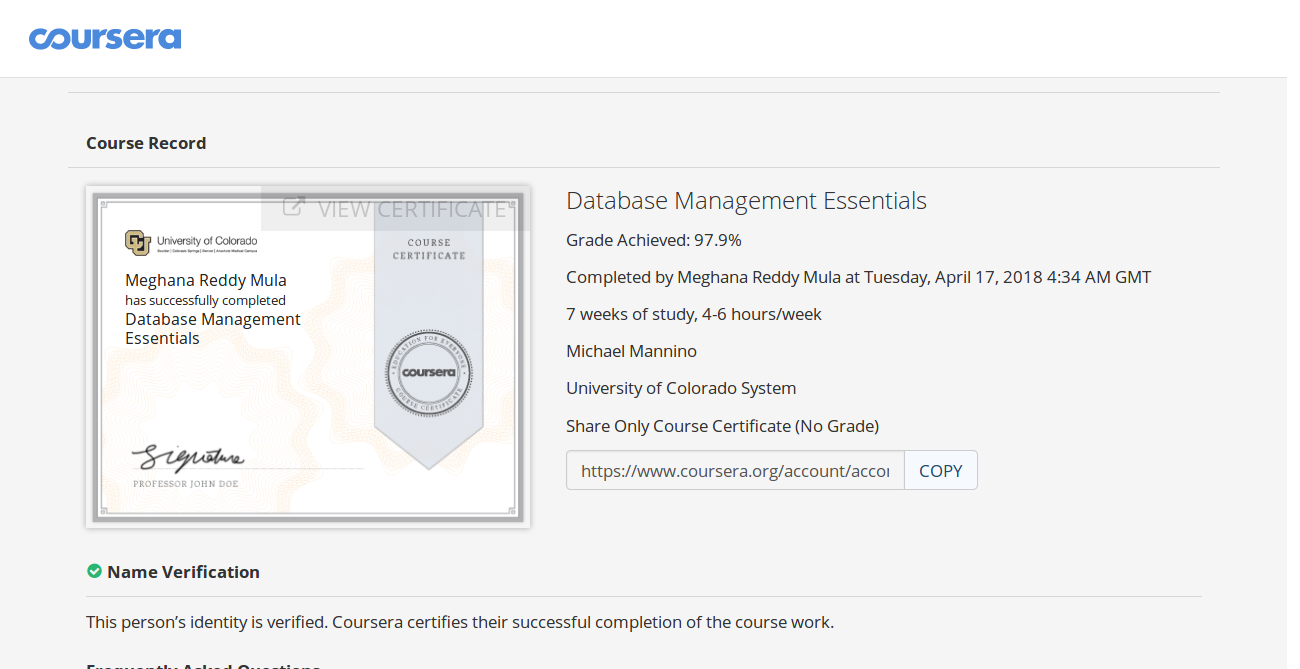 coursera
Course Record
VIEW CERTIFICATE
University of Colorado
COURSE
CERTIFICATE
Meghana Reddy Mula
has successfully completed
Database Management
Essentials
EDUCATION FOR EVERYONE
coursera
COURSE CERTIFICATE
Signature
PROFESSOR JOHN DOE
Database Management Essentials
Grade Achieved: 97.9%
Completed by Meghana Reddy Mula at Tuesday, April 17, 2018 4:34 AM GMT
7 weeks of study, 4-6 hours/week
Michael Mannino
University of Colorado System
Share Only Course Certificate (No Grade)
https://www.coursera.org/account/accor
COPY
Name Verification
This person’s identity is verified. Coursera certifies their successful completion of the course work.
Frequently Asked Questions